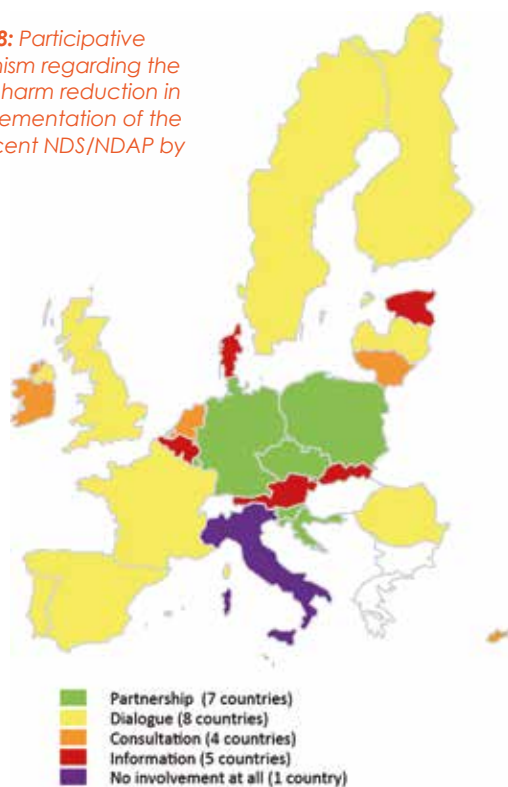 8: Participative
nism regarding the
harm reduction in
ementation of the
cent NDS/NDAP by
Partnership (7 countries)
Dialogue (8 countries)
Consultation (4 countries)
Information (5 countries)
No involvement at all (1 country)